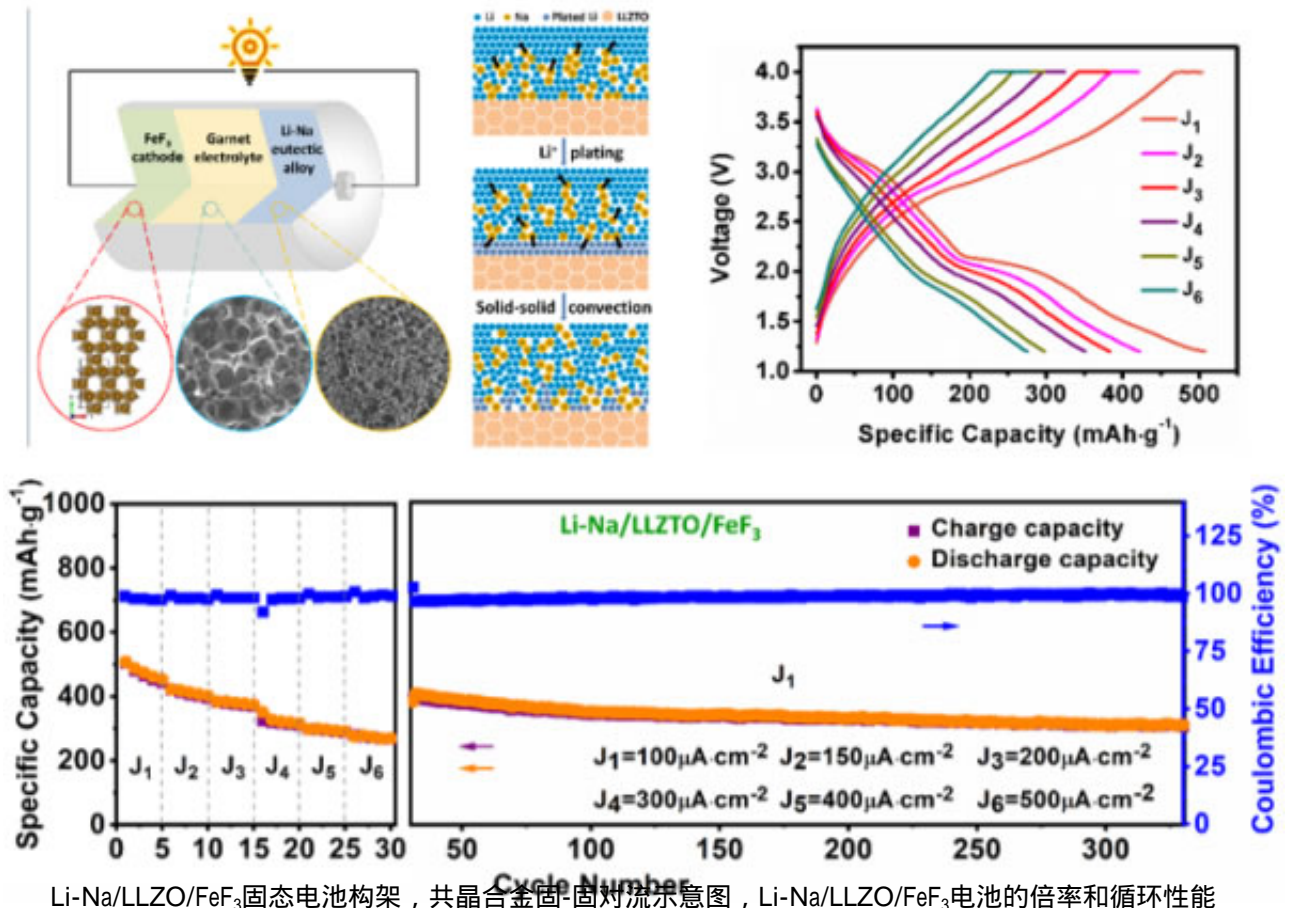 FeF₃ cathode
Garnet electrolyte
Li-Na eutectic alloy
Li Na Plated Li LLZTO
Li⁺ plating
Solid-solid convection
Voltage (V)
4.0
3.5
3.0
2.5
2.0
1.5
1.0
J₁
J₂
J₃
J₄
J₅
J₆
0 100 200 300 400 500
Specific Capacity (mAh·g⁻¹)
Specific Capacity (mAh·g⁻¹)
1000
800
600
400
200
0
J₁ J₂ J₃ J₄ J₅ J₆
0 5 10 15 20 25 30
Li-Na/LLZTO/FeF₃
Charge capacity
Discharge capacity
J₁
J₁=100μA·cm⁻² J₂=150μA·cm⁻² J₃=200μA·cm⁻²
J₄=300μA·cm⁻² J₅=400μA·cm⁻² J₆=500μA·cm⁻²
50 100 150 200 250 300
125
100
75
50
25
0
Coulombic Efficiency (%)
Cycle Number
Li-Na/LLZO/FeF₃固态电池构架，共晶合金固-固对流示意图，Li-Na/LLZO/FeF₃电池的倍率和循环性能